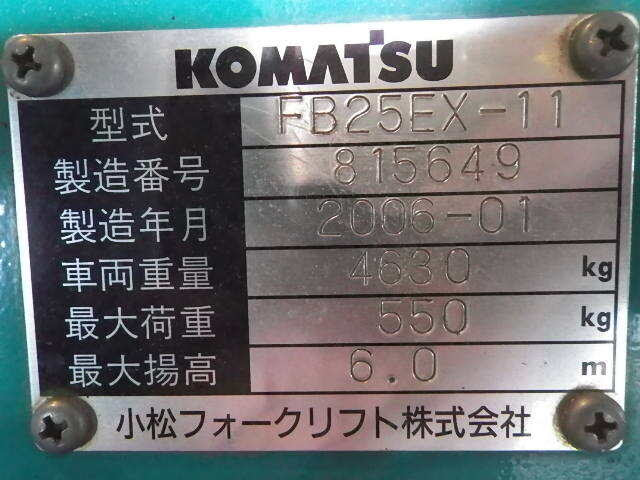 KOMATSU
型式 FB25EX-11
製造番号 815649
製造年月 2006-01
車両重量 4630 kg
最大荷重 550 kg
最大揚高 6.0 m
小松フォークリフト株式会社